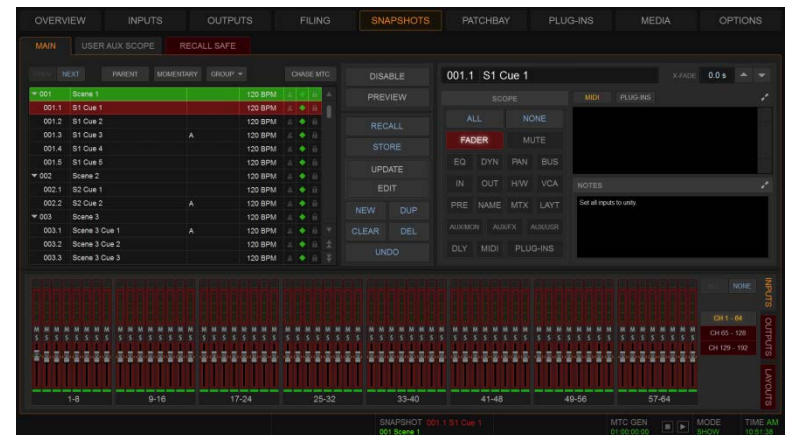 OVERVIEW INPUTS OUTPUTS FILING SNAPSHOTS PATCHBAY PLUG-INS MEDIA OPTIONS
MAIN USER AUX SCOPE RECALL SAFE
NEXT PARENT MOMENTARY GROUP CHASE MTC
001 Scene 1 120 BPM
001.1 S1 Cue 1 120 BPM
001.2 S1 Cue 2 120 BPM
001.3 S1 Cue 3 A 120 BPM
001.4 S1 Cue 4 120 BPM
001.5 S1 Cue 5 120 BPM
002 Scene 2 120 BPM
002.1 S2 Cue 1 120 BPM
002.2 S2 Cue 2 A 120 BPM
003 Scene 3 120 BPM
003.1 Scene 3 Cue 1 A 120 BPM
003.2 Scene 3 Cue 2 120 BPM
003.3 Scene 3 Cue 3 120 BPM
DISABLE
PREVIEW
RECALL
STORE
UPDATE
EDIT
NEW DUP
CLEAR DEL
UNDO
001.1 S1 Cue 1 X-FADE 0.0 s
SCOPE
ALL NONE
FADER MUTE
EQ DYN PAN BUS
IN OUT H/W VCA
PRE NAME MTX LAYT
AUX/MON AUX/FX AUX/USR
DLY MIDI PLUG-INS
MIDI PLUG-INS
NOTES
Set all inputs to unity.
M M M M M M M M M M M M M M M M M M M M M M M M M M M M M M M M M M M M M M M M M M M M M M M M M M M M M M M M M M M M M M M M
S S S S S S S S S S S S S S S S S S S S S S S S S S S S S S S S S S S S S S S S S S S S S S S S S S S S S S S S S S S S S S S S
1-8 9-16 17-24 25-32 33-40 41-48 49-56 57-64
NONE
CH 1 - 64
CH 65 - 128
CH 129 - 192
INPUTS
OUTPUTS
LAYOUTS
SNAPSHOT 001.1 S1 Cue 1
001 Scene 1
MTC GEN
01:00:00:00
MODE
SHOW
TIME AM
10:51:38